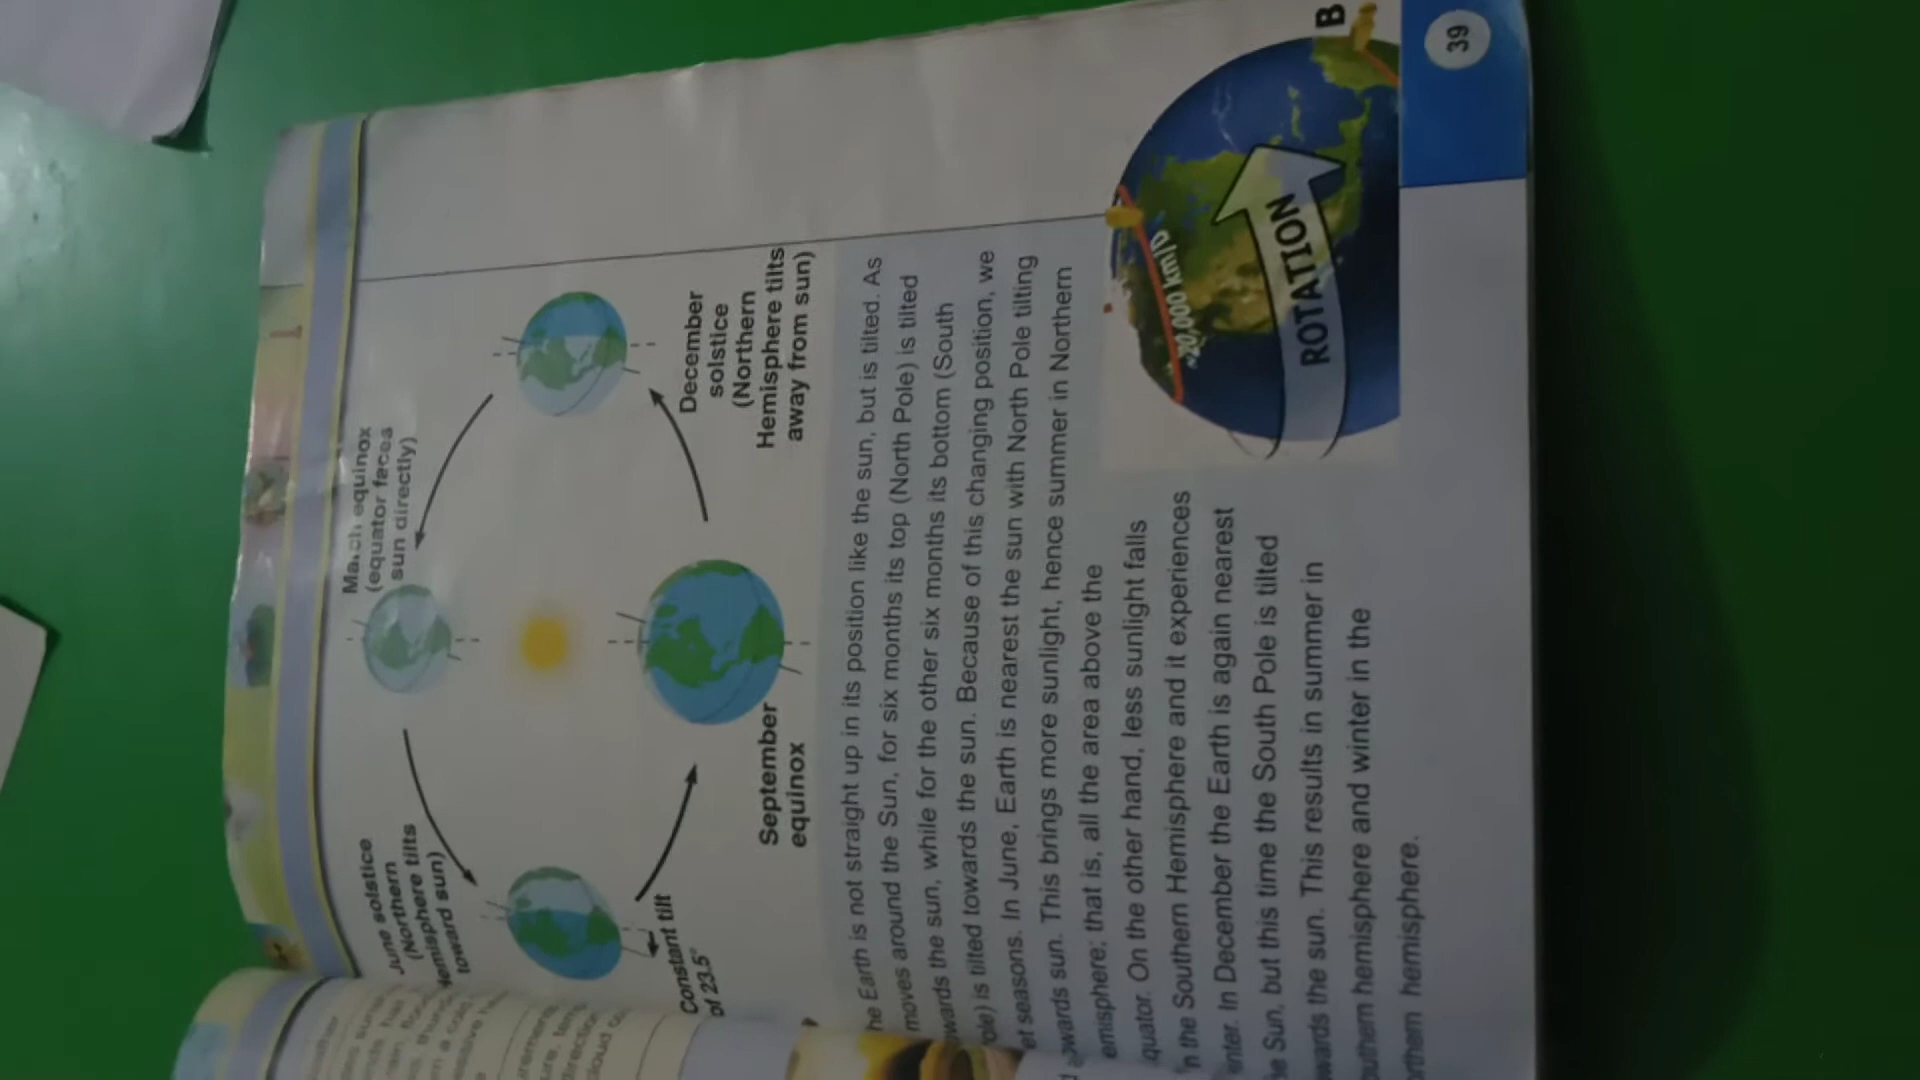 March equinox
(equator faces
sun directly)
June solstice
(Northern
Hemisphere tilts
toward sun)
December
solstice
(Northern
Hemisphere tilts
away from sun)
Constant tilt
of 23.5°
September
equinox
he Earth is not straight up in its position like the sun, but is tilted. As
moves around the Sun, for six months its top (North Pole) is tilted
wards the sun, while for the other six months its bottom (South
ole) is tilted towards the sun. Because of this changing position, we
et seasons. In June, Earth is nearest the sun with North Pole tilting
owards sun. This brings more sunlight, hence summer in Northern
emisphere; that is, all the area above the
quator. On the other hand, less sunlight falls
n the Southern Hemisphere and it experiences
inter. In December the Earth is again nearest
he Sun, but this time the South Pole is tilted
wards the sun. This results in summer in
outhern hemisphere and winter in the
orthern hemisphere.
ROTATION
B
39